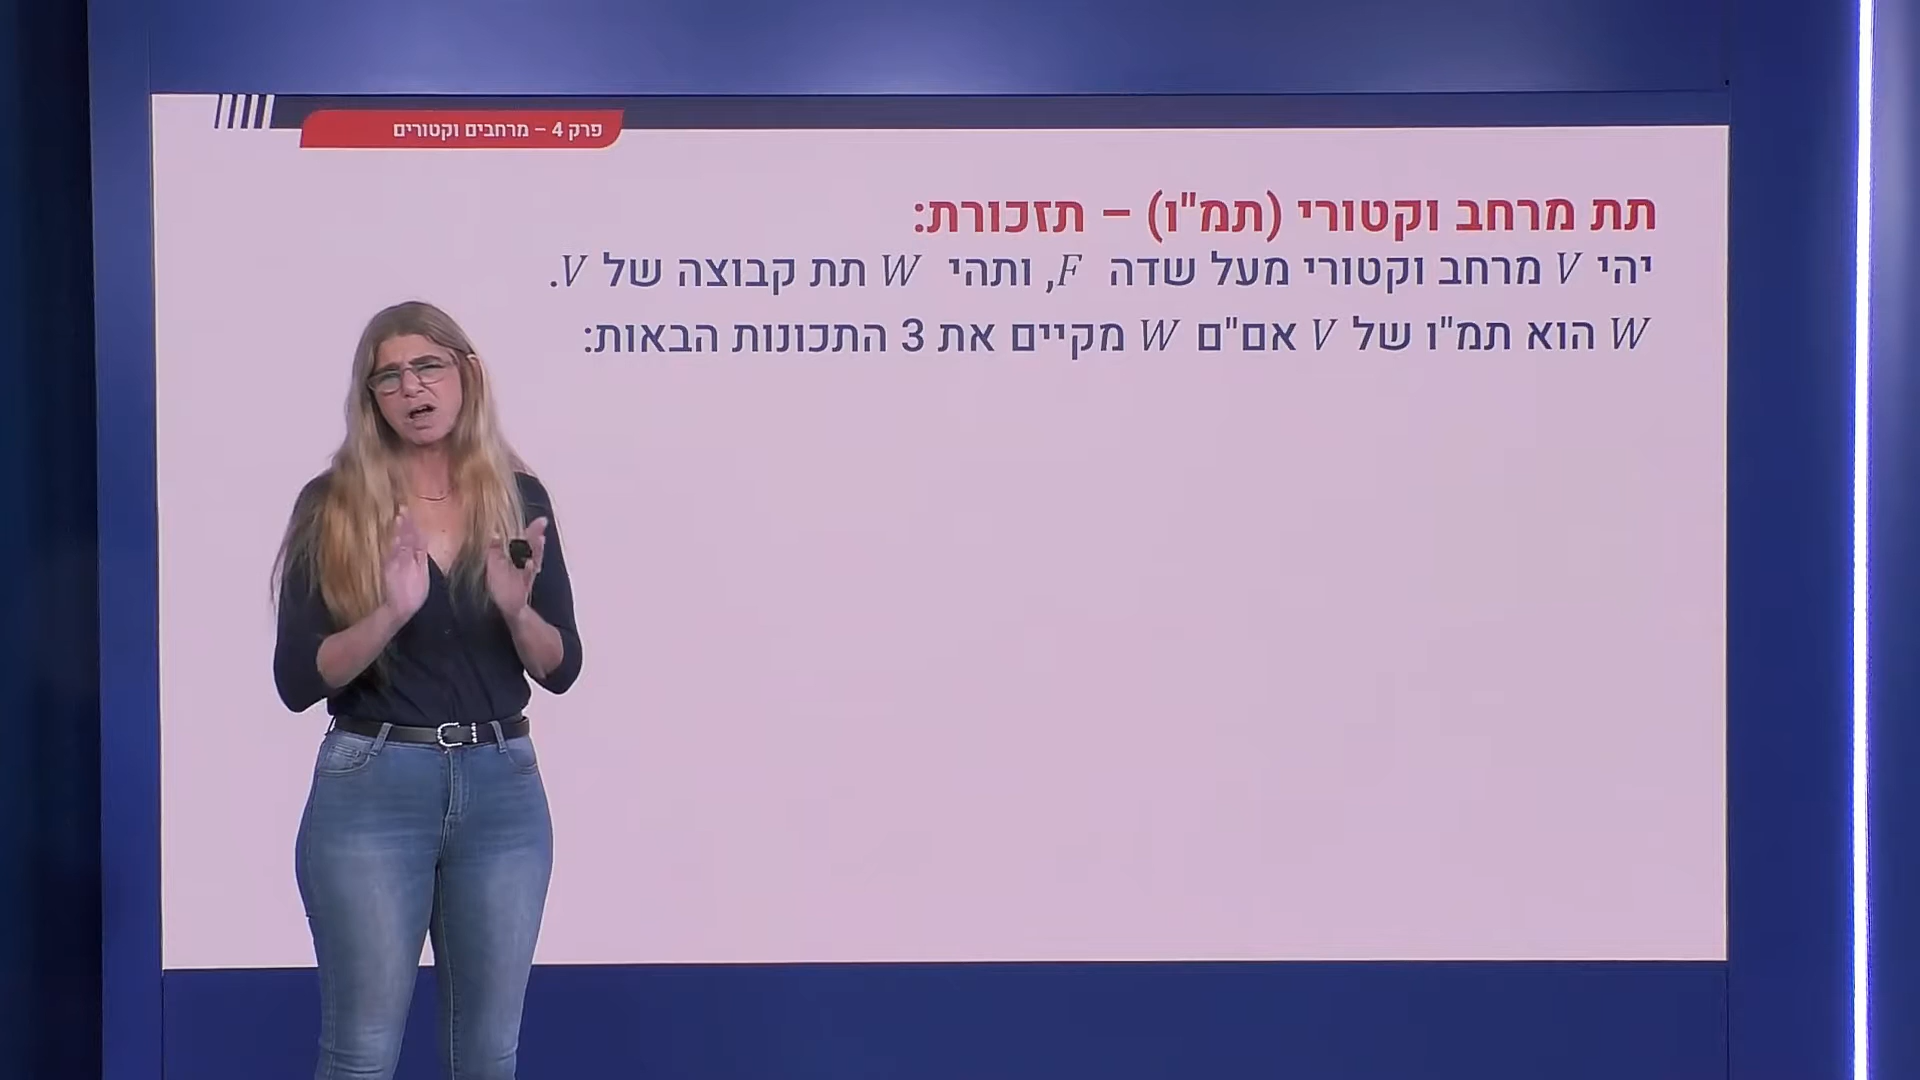 פרק 4 – מרחבים וקטורים
תת מרחב וקטורי (תמ"ו) – תזכורת:
יהי V מרחב וקטורי מעל שדה F, ותהי W תת קבוצה של V.
W הוא תמ"ו של V אם"ם W מקיים את 3 התכונות הבאות: